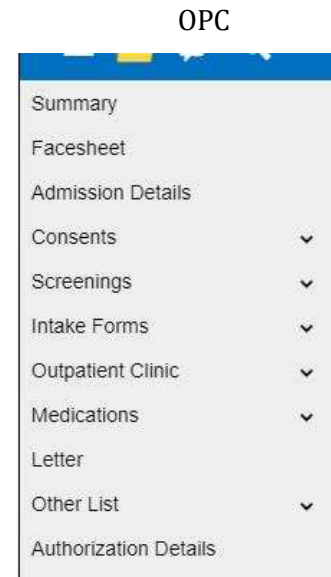 OPC
Summary
Facesheet
Admission Details
Consents
Screenings
Intake Forms
Outpatient Clinic
Medications
Letter
Other List
Authorization Details